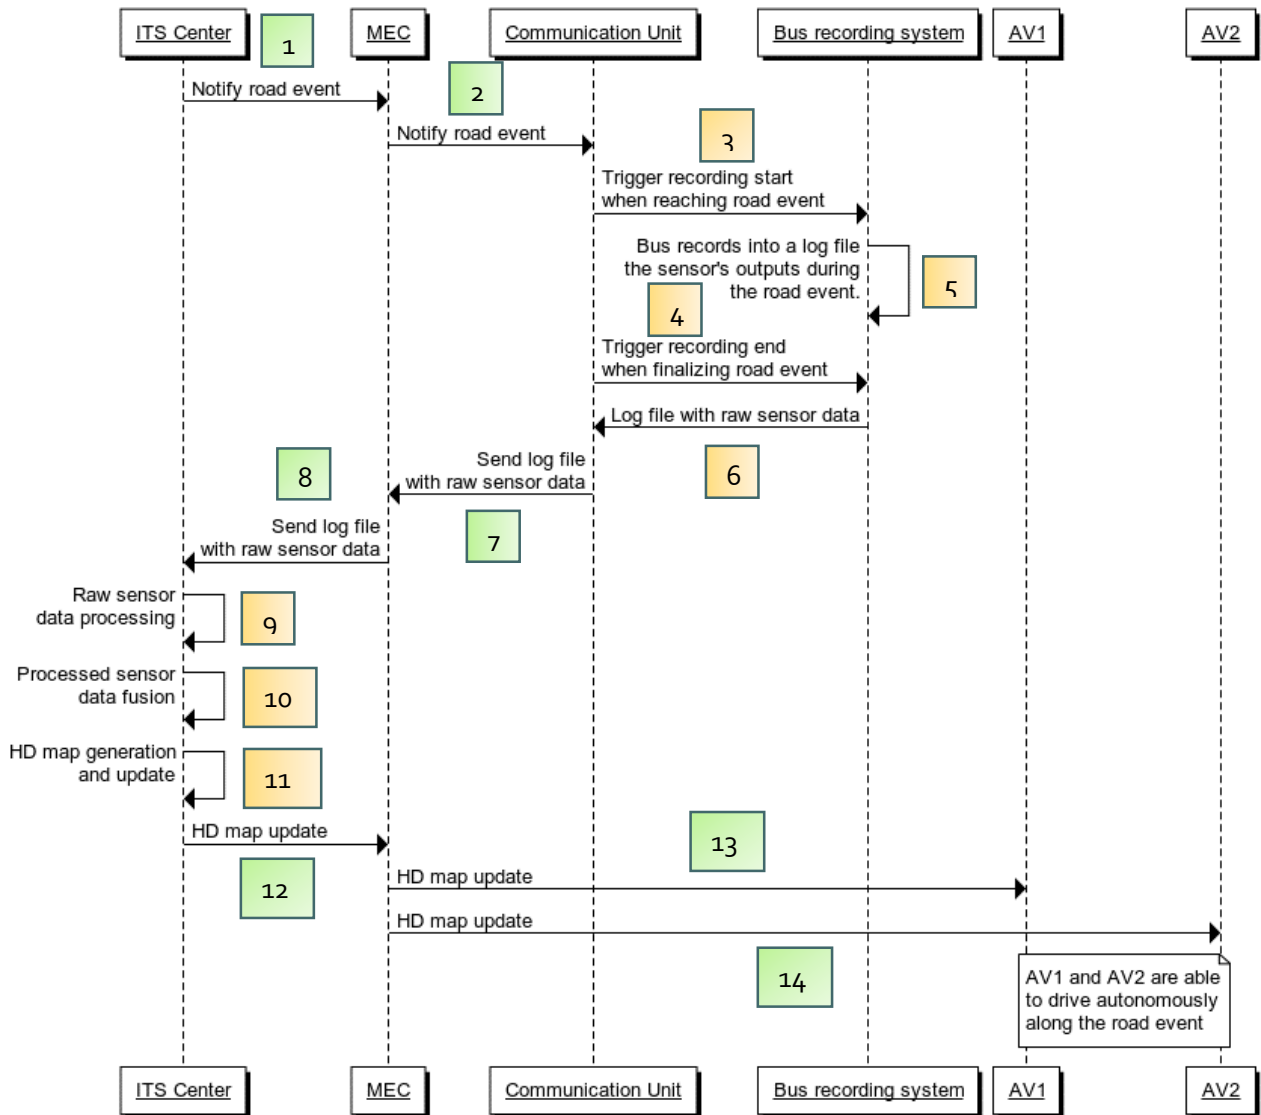 ITS Center
MEC
Communication Unit
Bus recording system
AV1
AV2
1
Notify road event
2
Notify road event
3
Trigger recording start
when reaching road event
Bus records into a log file
the sensor's outputs during
the road event.
5
4
Trigger recording end
when finalizing road event
Log file with raw sensor data
6
Send log file
with raw sensor data
8
7
Send log file
with raw sensor data
Raw sensor
data processing
9
Processed sensor
data fusion
10
HD map generation
and update
11
HD map update
12
13
HD map update
HD map update
14
AV1 and AV2 are able
to drive autonomously
along the road event
ITS Center
MEC
Communication Unit
Bus recording system
AV1
AV2